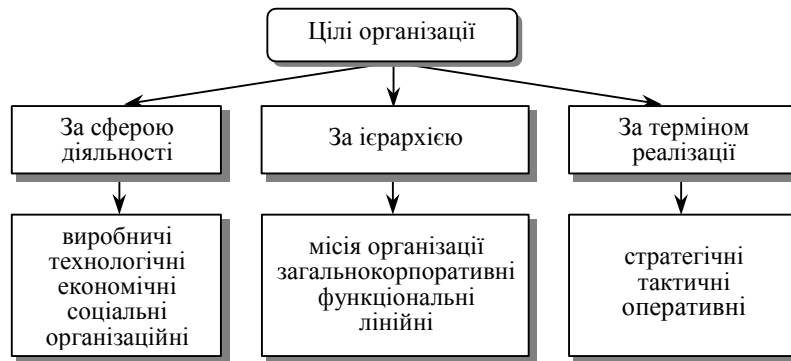 Цілі організації
За сферою
діяльності
За ієрархією
За терміном
реалізації
виробничі
технологічні
економічні
соціальні
організаційні
місія організації
загальнокорпоративні
функціональні
лінійні
стратегічні
тактичні
оперативні